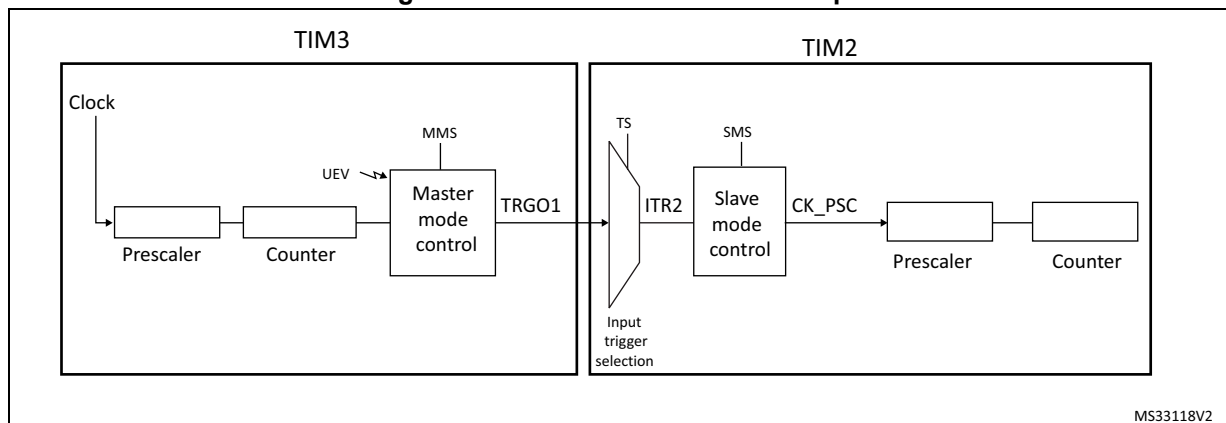 TIM3
TIM2
Clock
MMS
TS
SMS
UEV
Master
mode
control
TRGO1
ITR2
Slave
mode
control
CK_PSC
Prescaler
Counter
Prescaler
Counter
Input
trigger
selection
MS33118V2